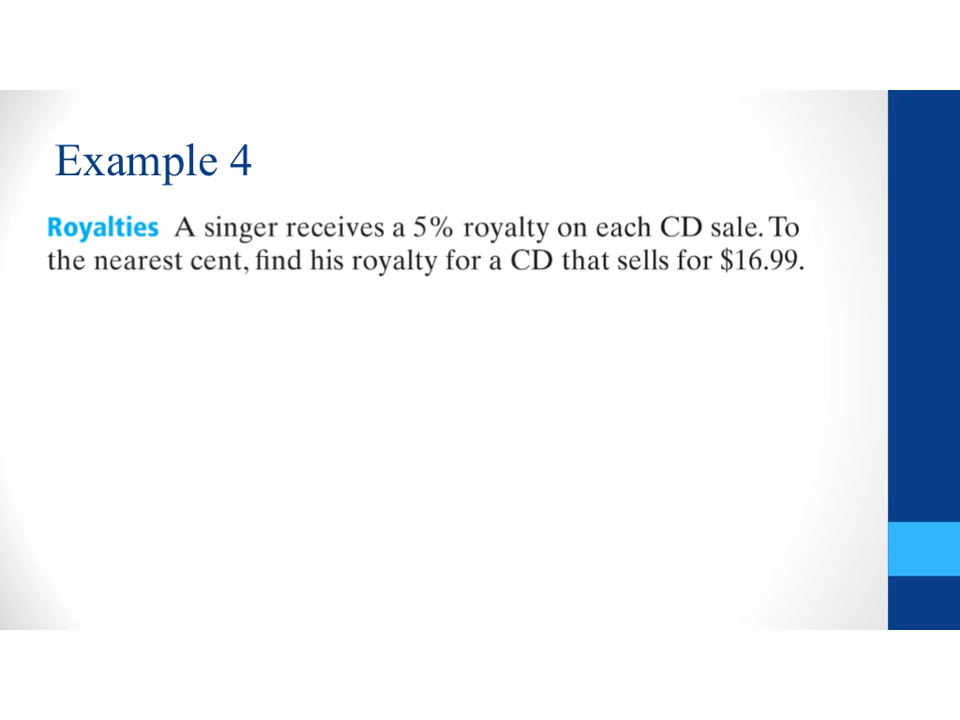 Example 4
Royalties A singer receives a 5% royalty on each CD sale. To
the nearest cent, find his royalty for a CD that sells for $16.99.